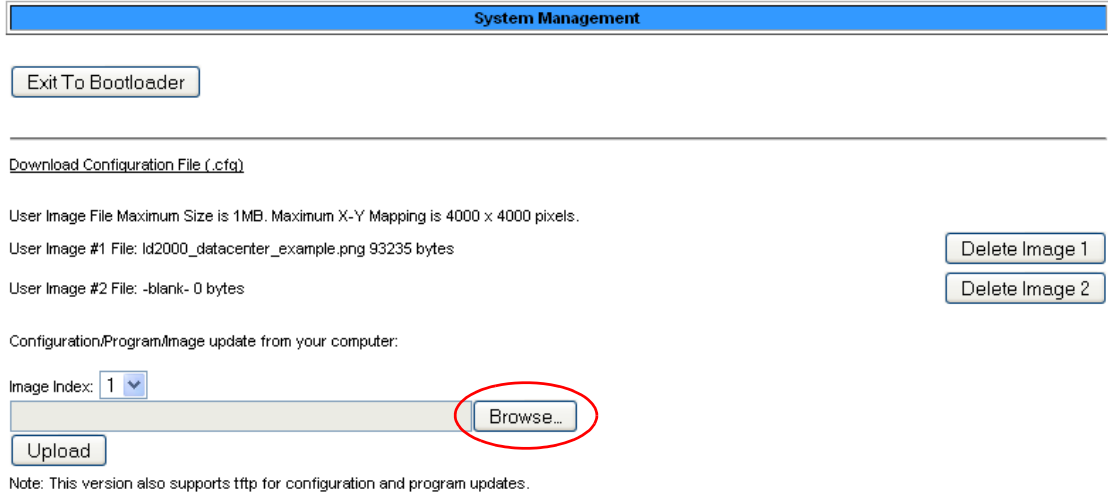 System Management
Exit To Bootloader
Download Configuration File (.cfg)
User Image File Maximum Size is 1MB. Maximum X-Y Mapping is 4000 x 4000 pixels.
User Image #1 File: ld2000_datacenter_example.png 93235 bytes
Delete Image 1
User Image #2 File: -blank- 0 bytes
Delete Image 2
Configuration/Program/Image update from your computer:
Image Index: 1
Browse...
Upload
Note: This version also supports tftp for configuration and program updates.